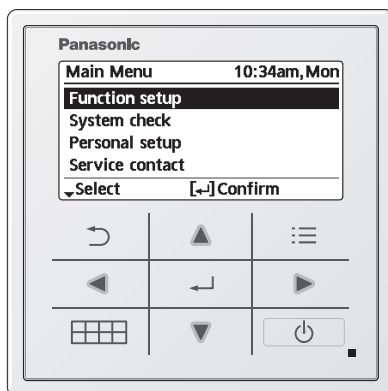 Panasonic
Main Menu 10:34am,Mon
Function setup
System check
Personal setup
Service contact
Select [↵]Confirm